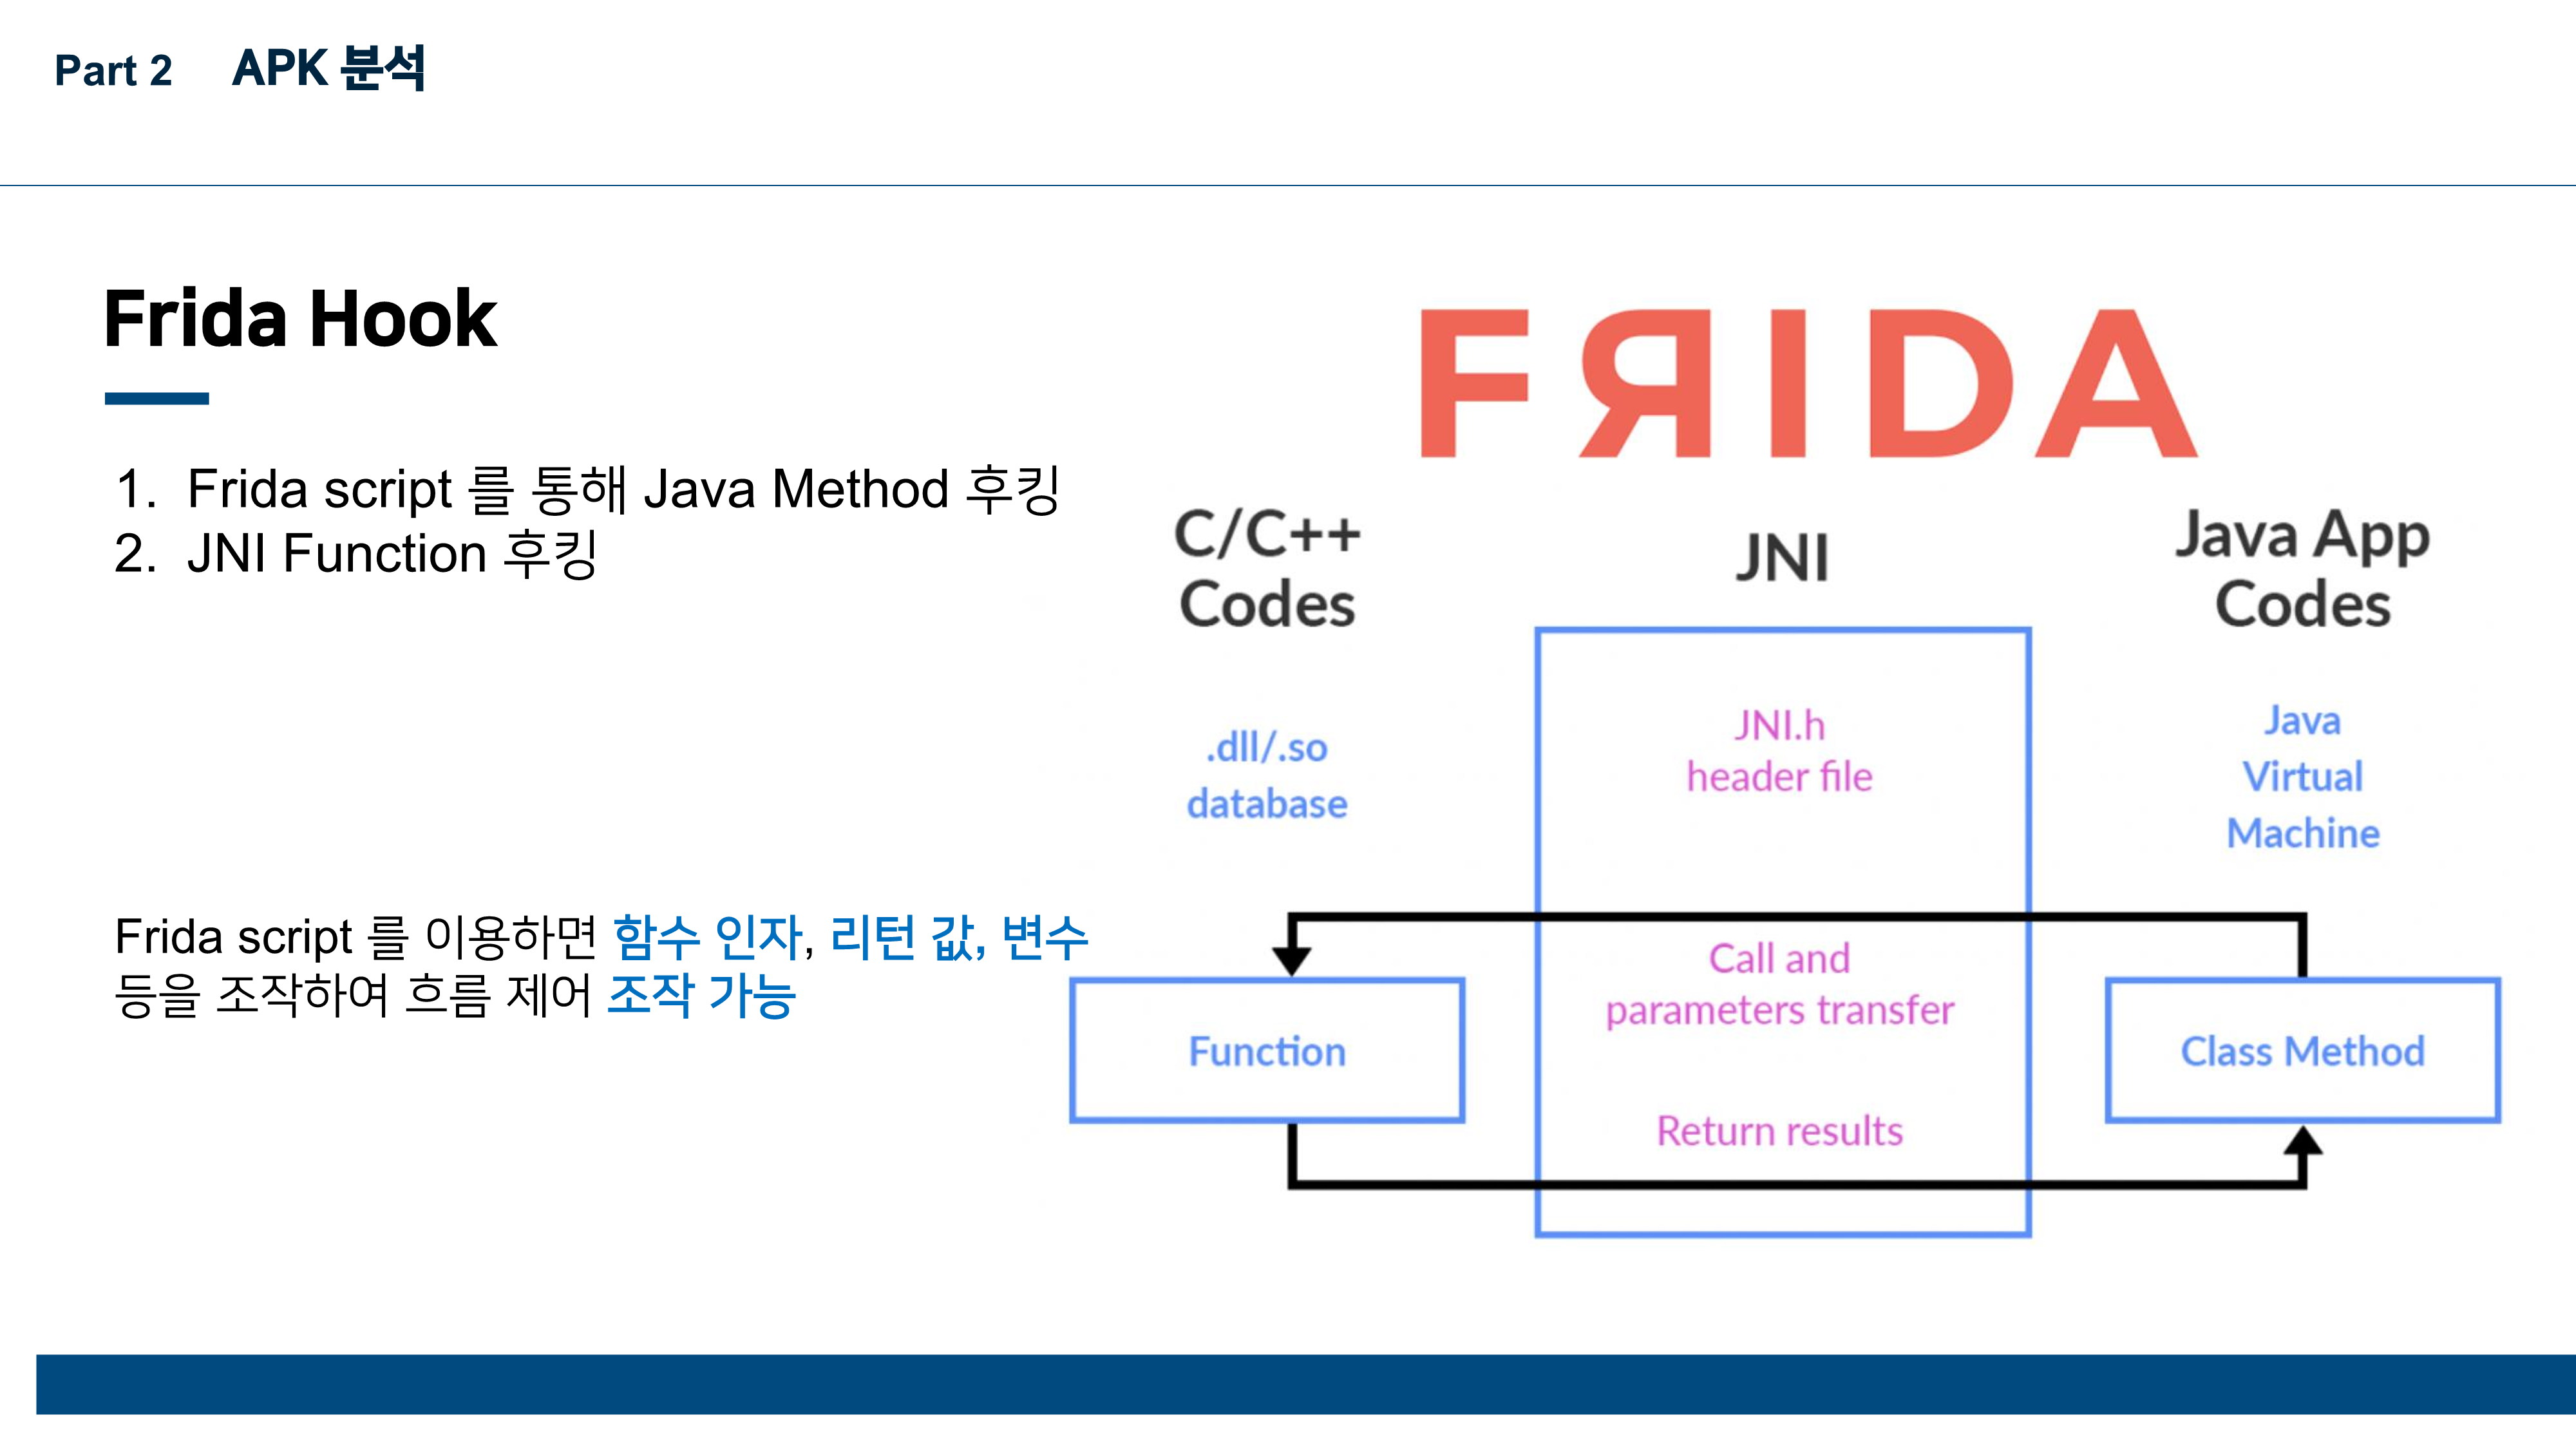 Part 2 APK 분석
Frida Hook
1. Frida script 를 통해 Java Method 후킹
2. JNI Function 후킹
Frida script 를 이용하면 함수 인자, 리턴 값, 변수
등을 조작하여 흐름 제어 조작 가능
FRIDA
C/C++
Codes
JNI
Java App
Codes
.dll/.so
database
JNI.h
header file
Java
Virtual
Machine
Function
Call and
parameters transfer
Return results
Class Method